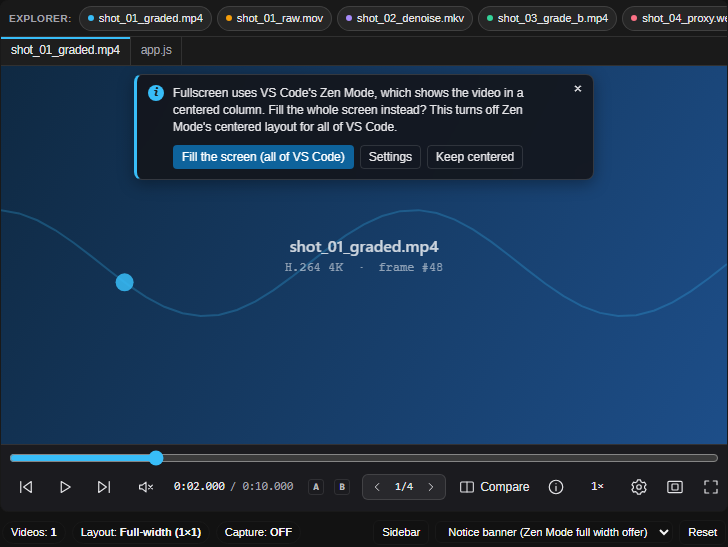 EXPLORER: shot_01_graded.mp4 shot_01_raw.mov shot_02_denoise.mkv shot_03_grade_b.mp4 shot_04_proxy.we
shot_01_graded.mp4 app.js
Fullscreen uses VS Code's Zen Mode, which shows the video in a
centered column. Fill the whole screen instead? This turns off Zen
Mode's centered layout for all of VS Code.
Fill the screen (all of VS Code) Settings Keep centered
shot_01_graded.mp4
H.264 4K · frame #48
0:02.000 / 0:10.000 A B 1/4 Compare 1×
Videos: 1 Layout: Full-width (1×1) Capture: OFF Sidebar Notice banner (Zen Mode full width offer) Reset